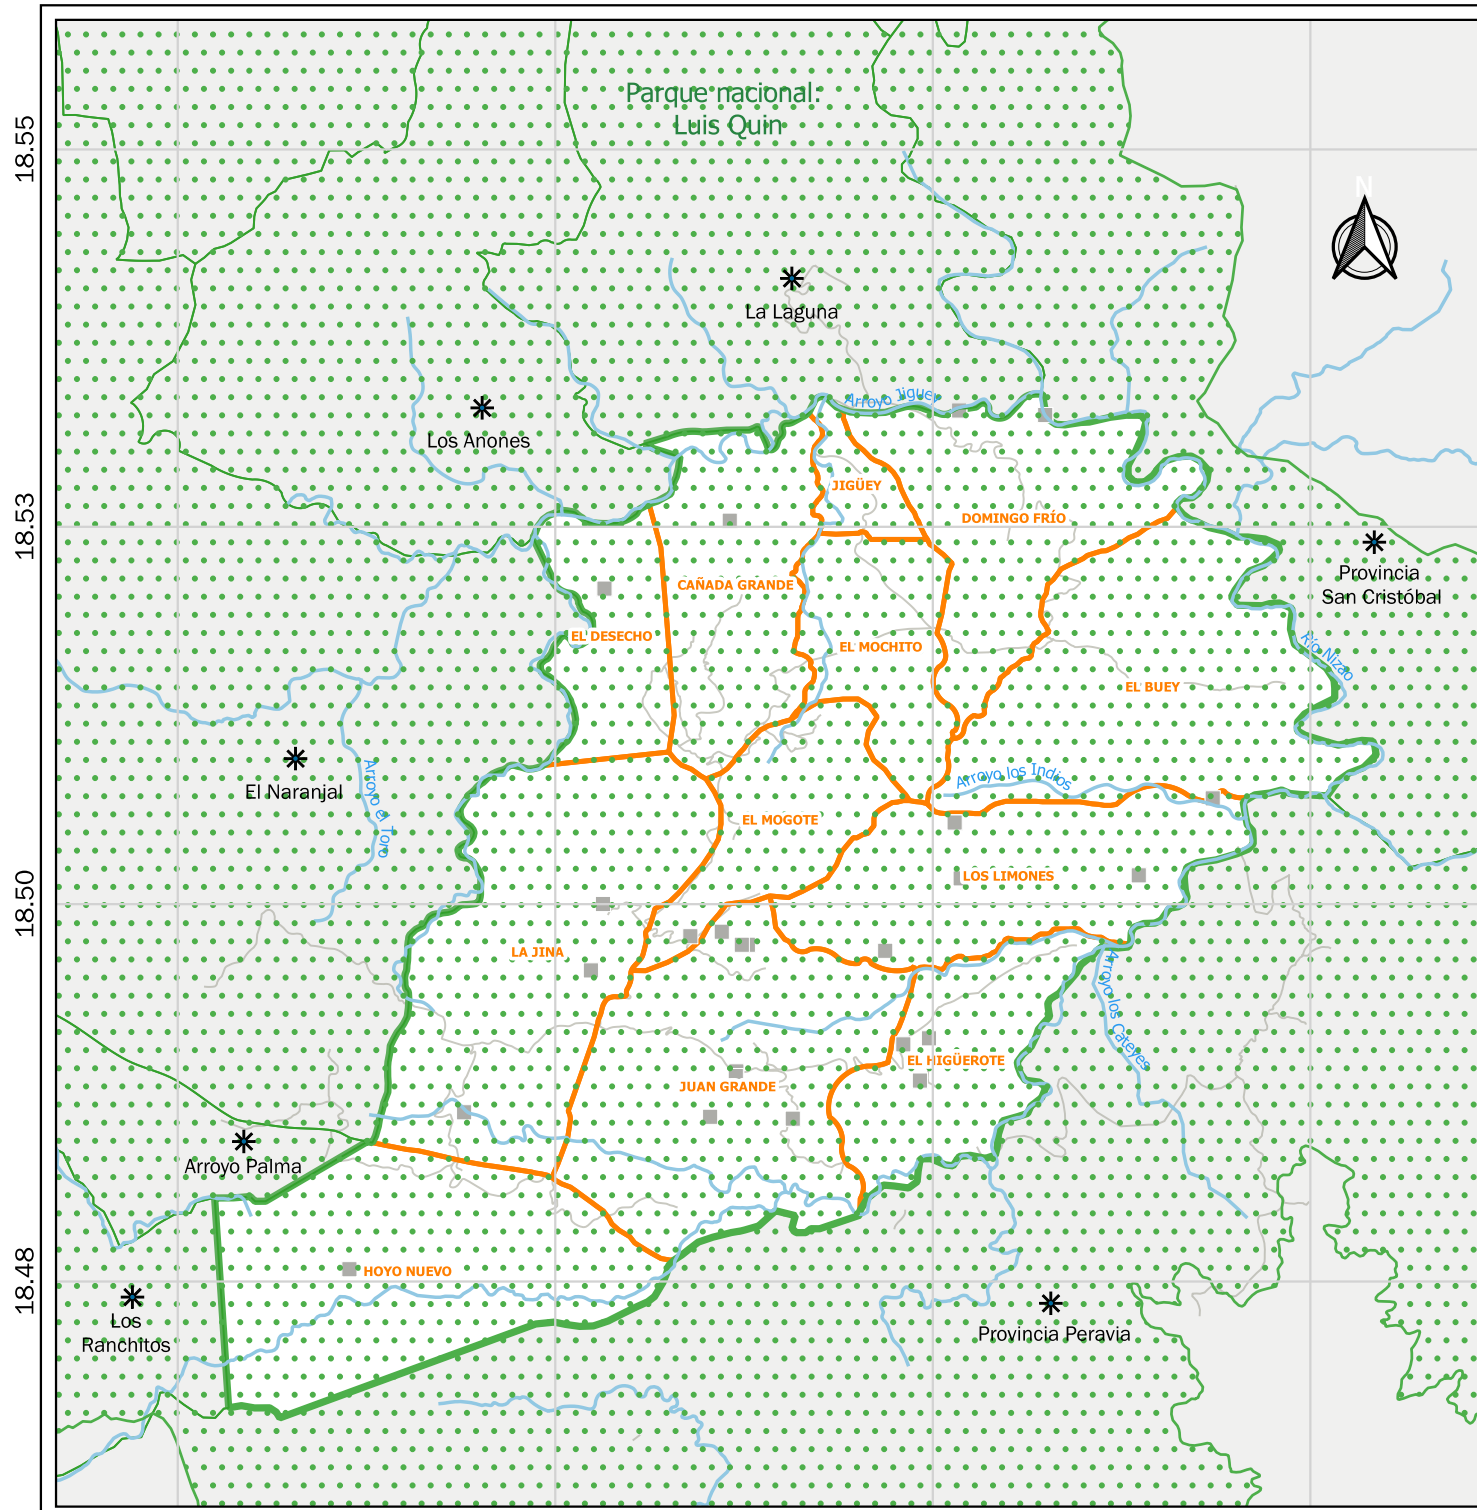 Parque nacional:
Luis Quin
18.55
N
La Laguna
Arroyo Jiguey
Los Anones
JIGÜEY
DOMINGO FRÍO
18.53
Provincia
San Cristóbal
CAÑADA GRANDE
EL DESECHO
EL MOCHITO
Río Nizao
EL BUEY
Arroyo los Indios
El Naranjal
Arroyo el Toro
EL MOGOTE
LOS LIMONES
18.50
LA JINA
Arroyo los Cateyes
EL HIGÜEROTE
JUAN GRANDE
Arroyo Palma
HOYO NUEVO
18.48
Los
Ranchitos
Provincia Peravia